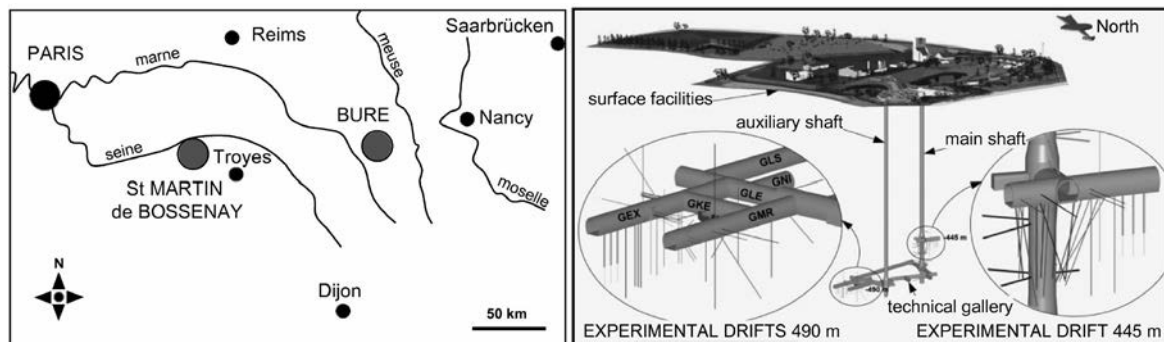 PARIS
Reims
Saarbrücken
marne
meuse
BURE
Nancy
seine
Troyes
St MARTIN
de BOSSENAY
moselle
N
Dijon
50 km
North
surface facilities
auxiliary shaft
main shaft
GLS
GNI
GLE
GKE
GEX
GMR
-445 m
-490 m
technical gallery
EXPERIMENTAL DRIFTS 490 m
EXPERIMENTAL DRIFT 445 m